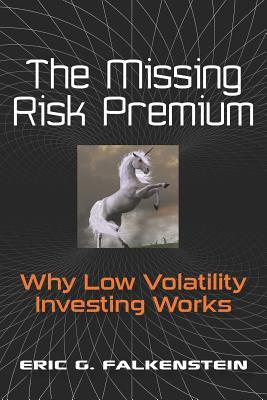 The Missing
Risk Premium
Why Low Volatility
Investing Works
ERIC G. FALKENSTEIN